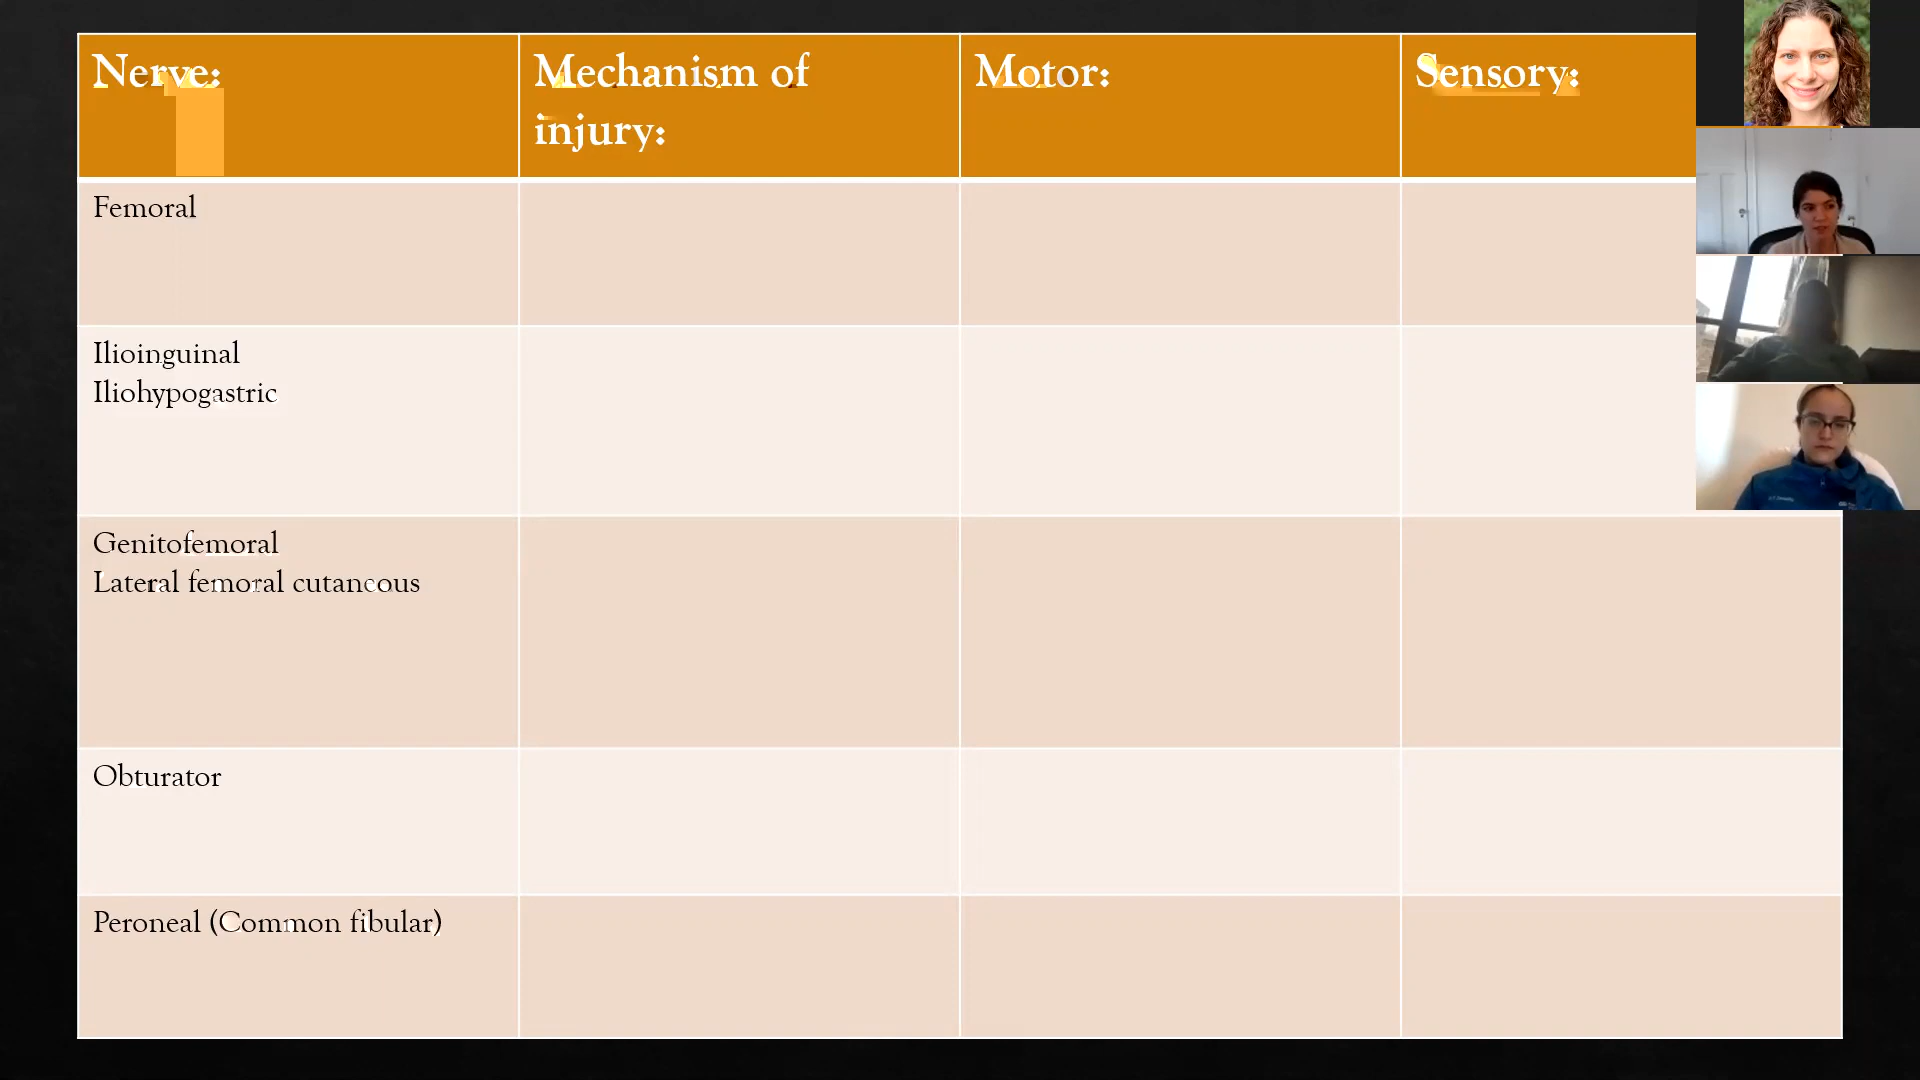 Nerve:
Mechanism of
injury:
Motor:
Sensory:
Femoral
Ilioinguinal
Iliohypogastric
Genitofemoral
Lateral femoral cutaneous
Obturator
Peroneal (Common fibular)